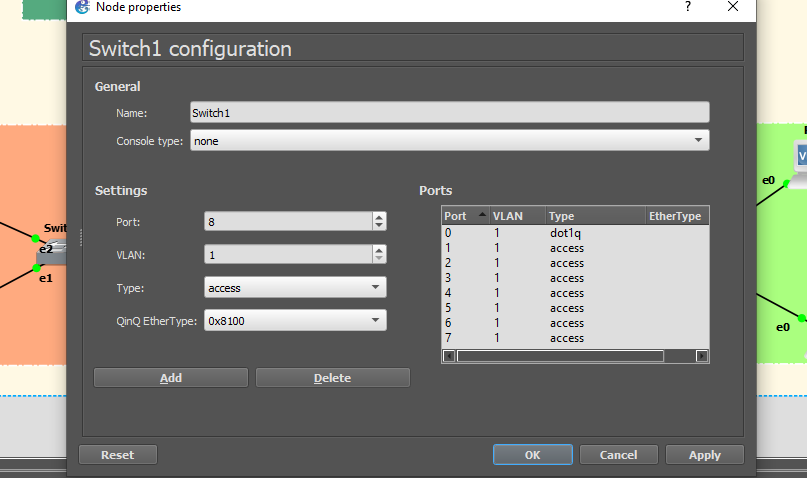 Node properties
?
Switch1 configuration
General
Name: Switch1
Console type: none
Settings
Port: 8
VLAN: 1
Type: access
QinQ EtherType: 0x8100
Add Delete
Ports
Port VLAN Type EtherType
0 1 dot1q
1 1 access
2 1 access
3 1 access
4 1 access
5 1 access
6 1 access
7 1 access
Reset OK Cancel Apply
e2
e1
e0
e0